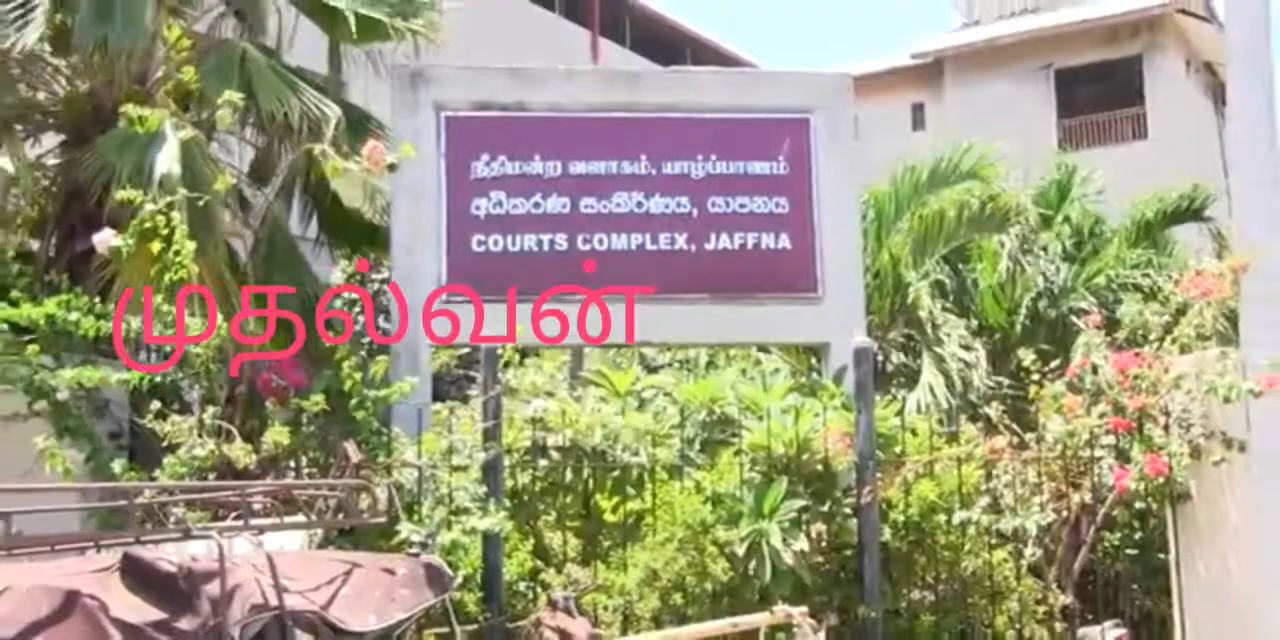 நீதிமன்ற வளாகம், யாழ்ப்பாணம்
අධිකරණ සංකීර්ණය, යාපනය
COURTS COMPLEX, JAFFNA
முதல்வன்